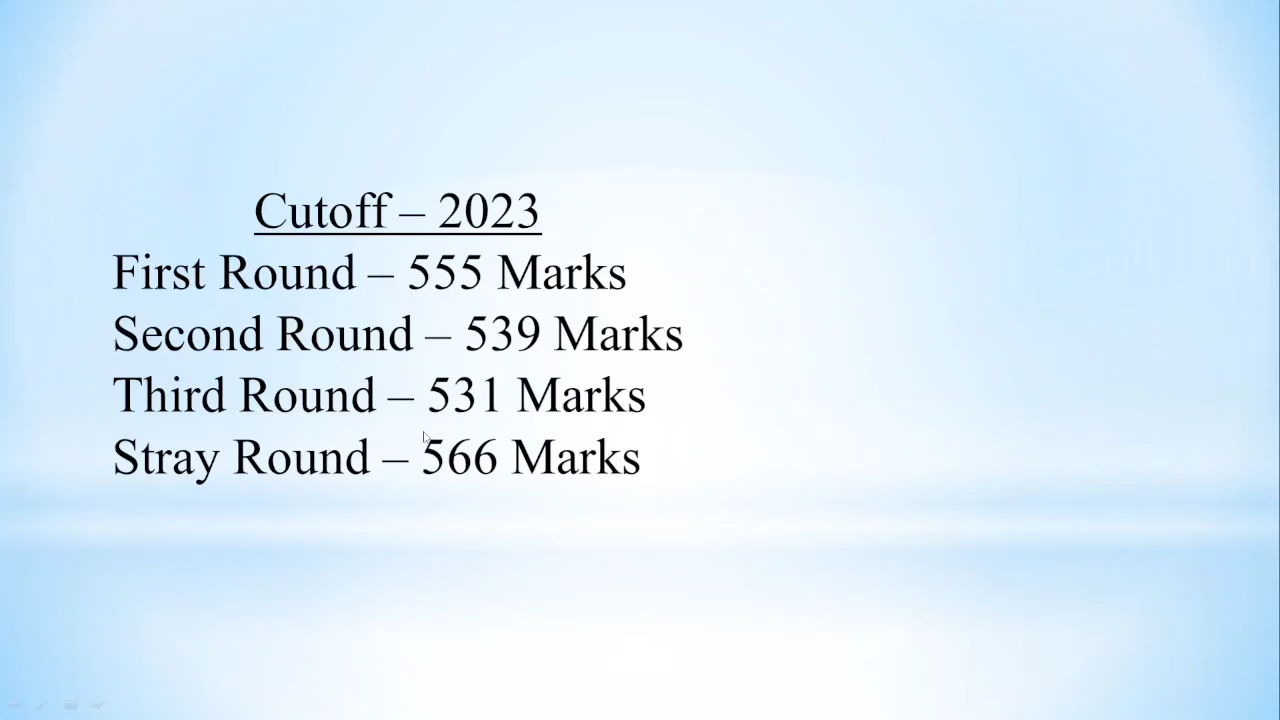 Cutoff – 2023
First Round – 555 Marks
Second Round – 539 Marks
Third Round – 531 Marks
Stray Round – 566 Marks